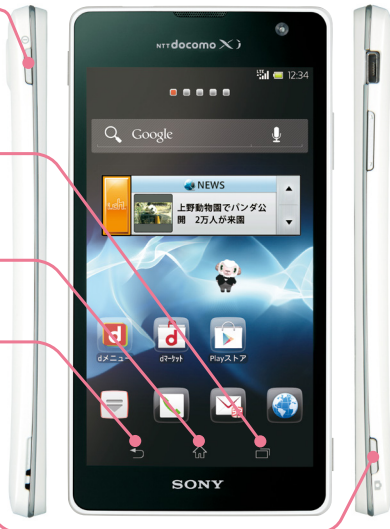 NTT docomo Xi
LTE 12:34
Google
NEWS
上野動物園でパンダ公
開 2万人が来園
dメニュー
dマーケット
Playストア
SONY